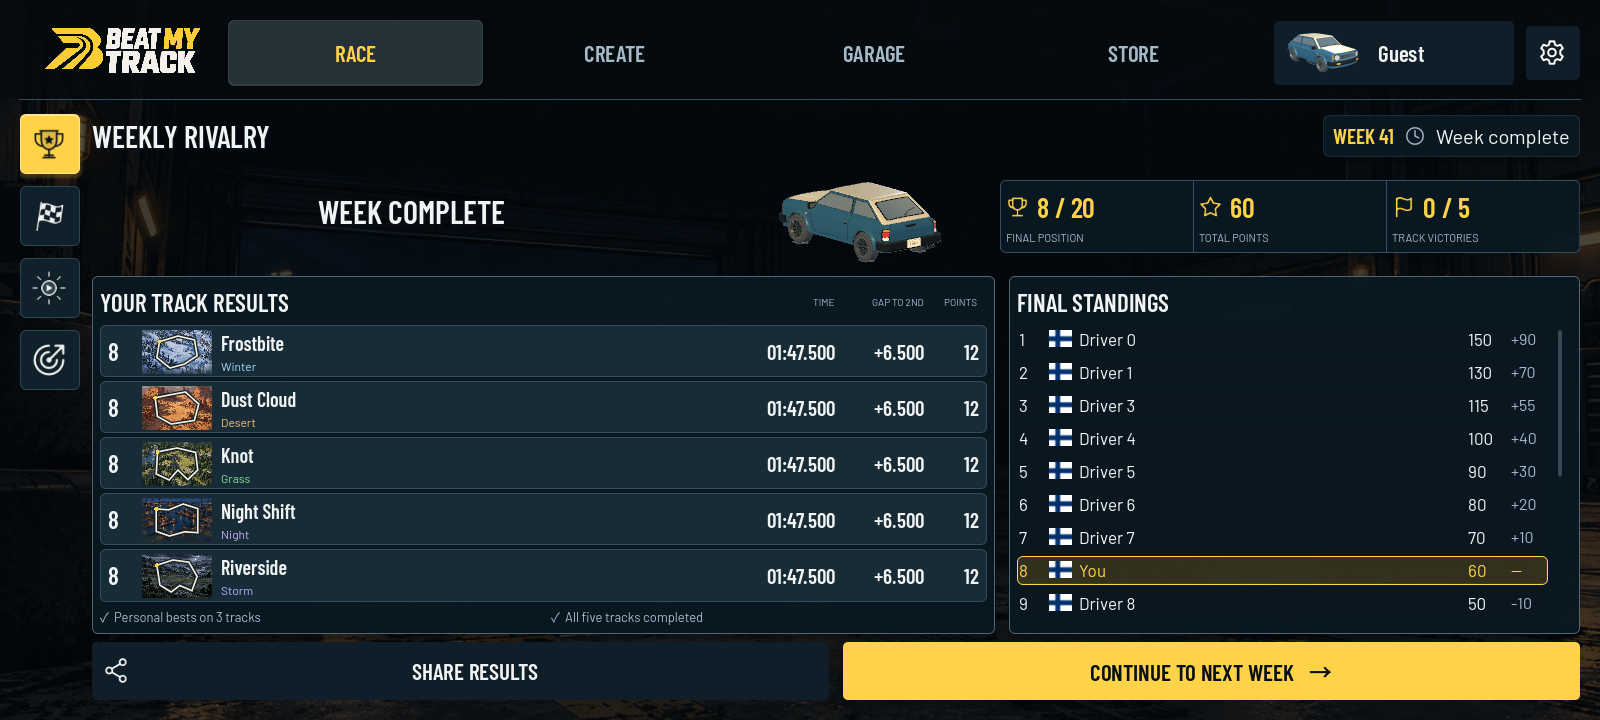 BEAT MY TRACK
RACE
CREATE
GARAGE
STORE
Guest
WEEKLY RIVALRY
WEEK 41 Week complete
WEEK COMPLETE
8 / 20
FINAL POSITION
60
TOTAL POINTS
0 / 5
TRACK VICTORIES
YOUR TRACK RESULTS TIME GAP TO 2ND POINTS
8 Frostbite 01:47.500 +6.500 12
Winter
8 Dust Cloud 01:47.500 +6.500 12
Desert
8 Knot 01:47.500 +6.500 12
Grass
8 Night Shift 01:47.500 +6.500 12
Night
8 Riverside 01:47.500 +6.500 12
Storm
✓ Personal bests on 3 tracks
✓ All five tracks completed
FINAL STANDINGS
1 Driver 0 150 +90
2 Driver 1 130 +70
3 Driver 3 115 +55
4 Driver 4 100 +40
5 Driver 5 90 +30
6 Driver 6 80 +20
7 Driver 7 70 +10
8 You 60 —
9 Driver 8 50 -10
SHARE RESULTS
CONTINUE TO NEXT WEEK →